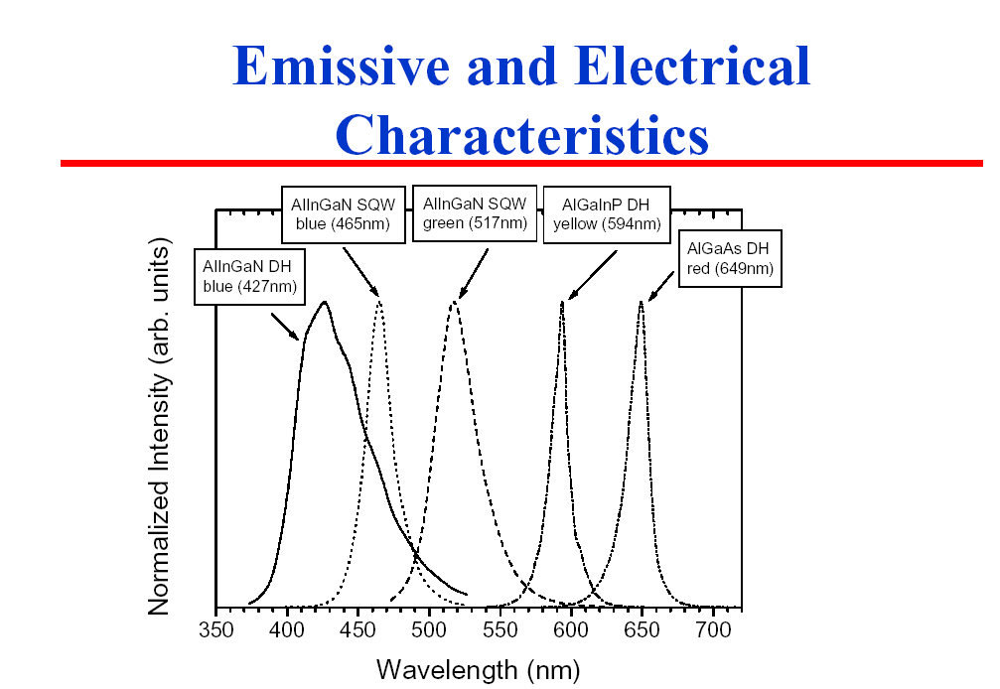 Emissive and Electrical
Characteristics
AlInGaN SQW
blue (465nm)
AlInGaN SQW
green (517nm)
AlGaInP DH
yellow (594nm)
AlGaAs DH
red (649nm)
AlInGaN DH
blue (427nm)
Normalized Intensity (arb. units)
350 400 450 500 550 600 650 700
Wavelength (nm)